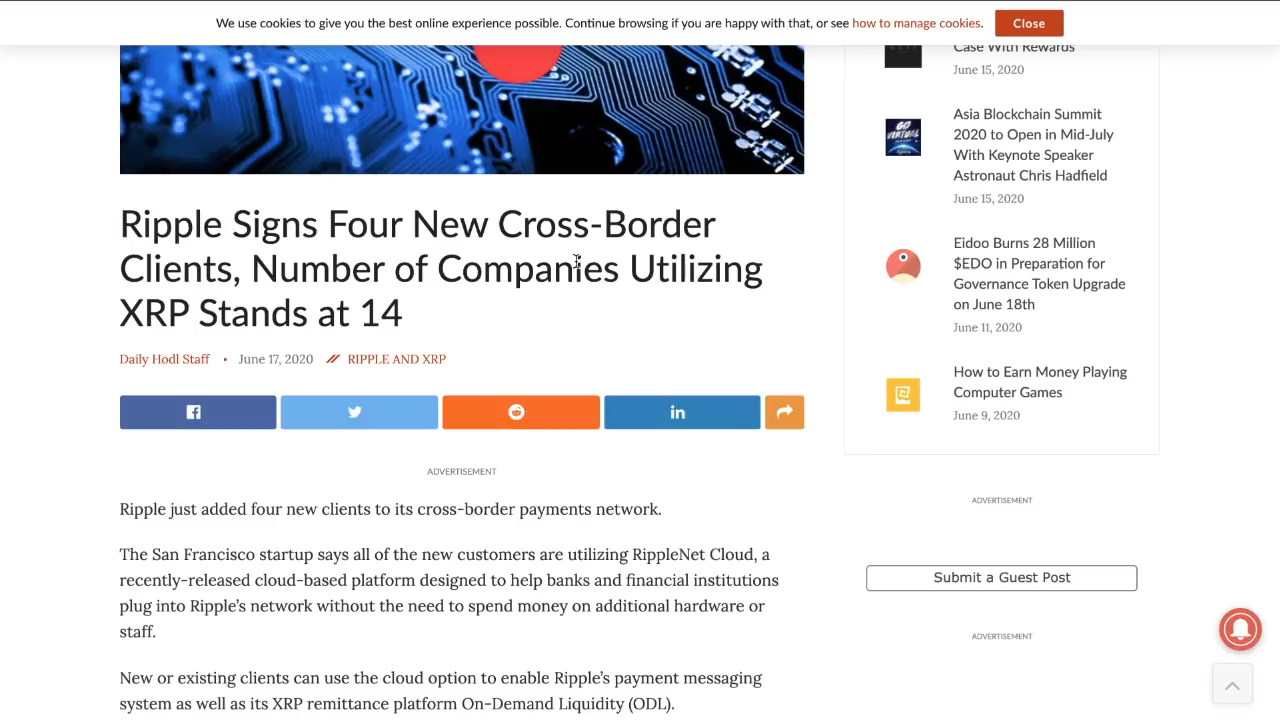 We use cookies to give you the best online experience possible. Continue browsing if you are happy with that, or see how to manage cookies.
Close
Ripple Signs Four New Cross-Border
Clients, Number of Companies Utilizing
XRP Stands at 14
Daily Hodl Staff • June 17, 2020 // RIPPLE AND XRP
ADVERTISEMENT
Ripple just added four new clients to its cross-border payments network.
The San Francisco startup says all of the new customers are utilizing RippleNet Cloud, a
recently-released cloud-based platform designed to help banks and financial institutions
plug into Ripple's network without the need to spend money on additional hardware or
staff.
New or existing clients can use the cloud option to enable Ripple's payment messaging
system as well as its XRP remittance platform On-Demand Liquidity (ODL).
Case With Rewards
June 15, 2020
GO
VIRTUAL
Asia Blockchain Summit
2020 to Open in Mid-July
With Keynote Speaker
Astronaut Chris Hadfield
June 15, 2020
Eidoo Burns 28 Million
$EDO in Preparation for
Governance Token Upgrade
on June 18th
June 11, 2020
How to Earn Money Playing
Computer Games
June 9, 2020
ADVERTISEMENT
Submit a Guest Post
ADVERTISEMENT